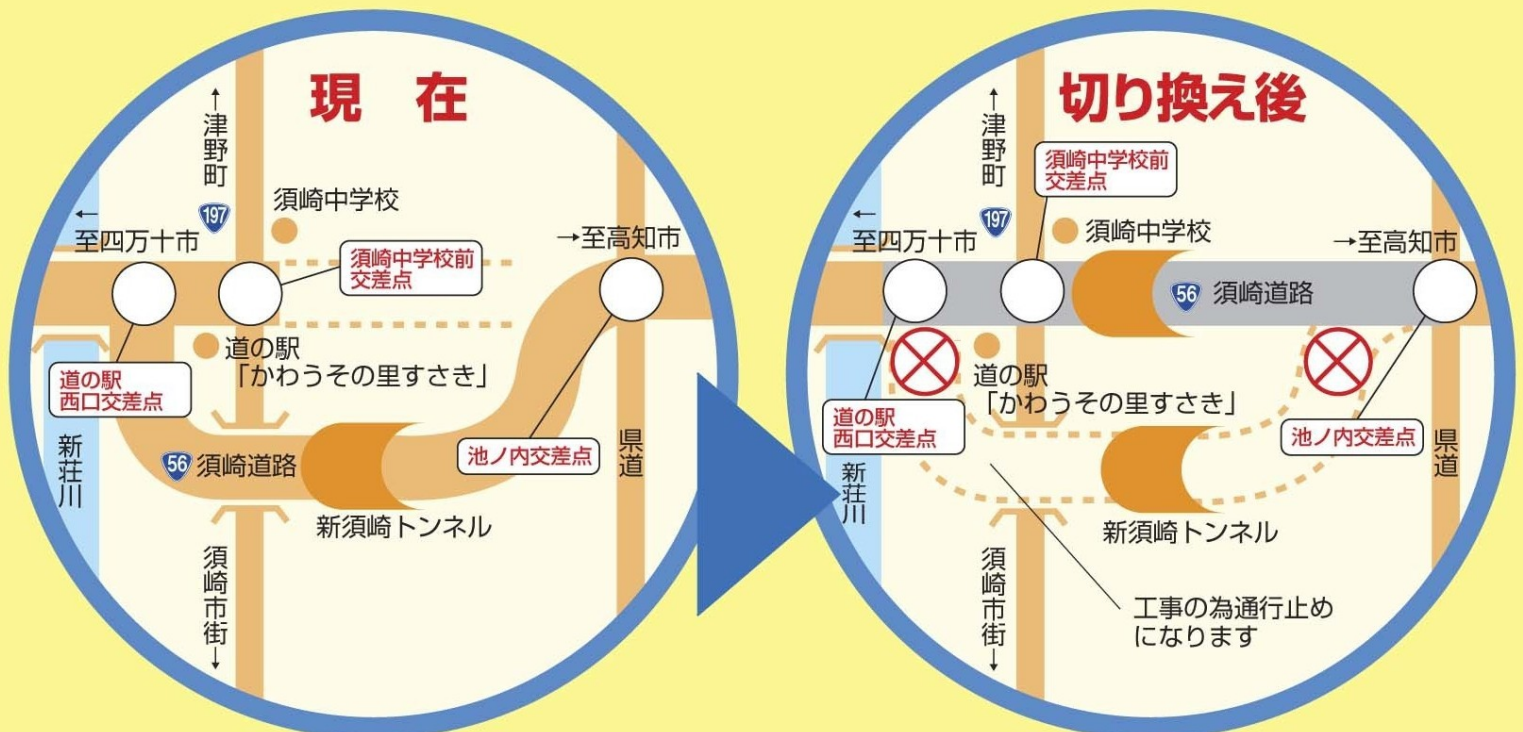 現 在
↑
津野町
197
須崎中学校
←
至四万十市
須崎中学校前
交差点
→至高知市
道の駅
「かわうその里すさき」
道の駅
西口交差点
新荘川
56
須崎道路
池ノ内交差点
県道
新須崎トンネル
須崎市街
↓
切り換え後
↑
津野町
須崎中学校前
交差点
197
須崎中学校
←
至四万十市
→至高知市
56
須崎道路
道の駅
「かわうその里すさき」
道の駅
西口交差点
池ノ内交差点
新荘川
県道
新須崎トンネル
須崎市街
↓
工事の為通行止め
になります